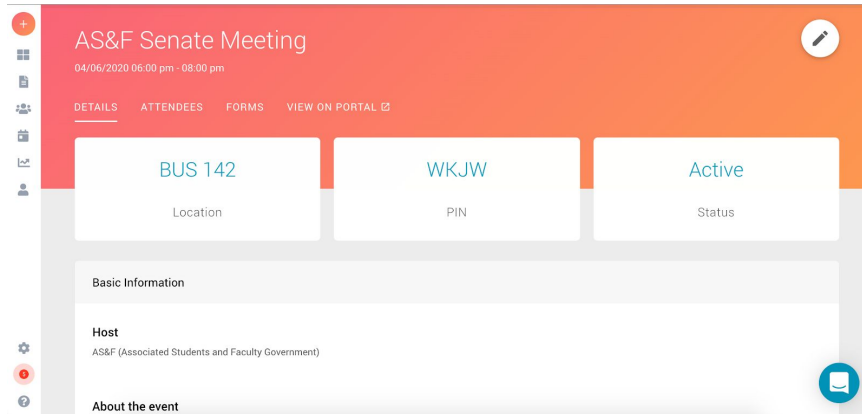 AS&F Senate Meeting
04/06/2020 06:00 pm - 08:00 pm
DETAILS ATTENDEES FORMS VIEW ON PORTAL
BUS 142 WKJW Active
Location PIN Status
Basic Information
Host
AS&F (Associated Students and Faculty Government)
About the event